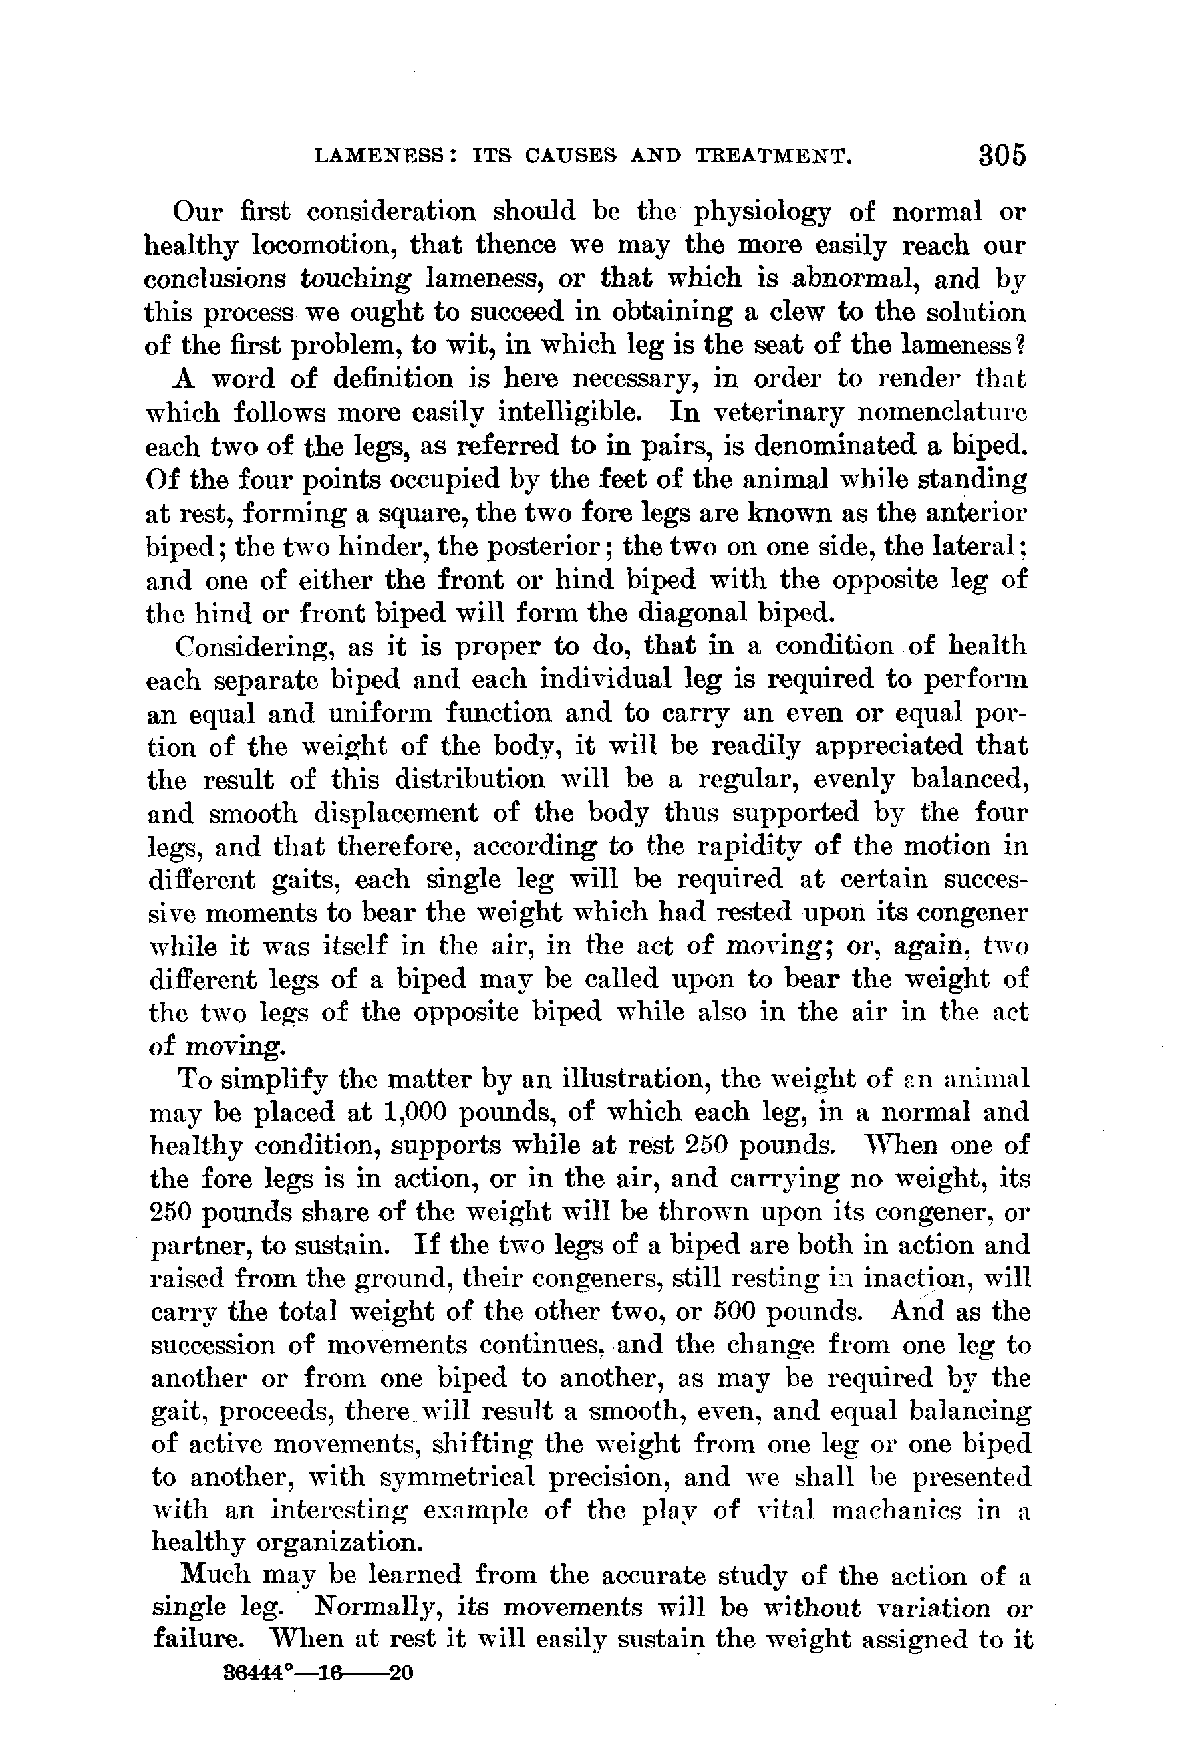 LAMENESS: ITS CAUSES AND TREATMENT. 305
Our first consideration should be the physiology of normal or
healthy locomotion, that thence we may the more easily reach our
conclusions touching lameness, or that which is abnormal, and by
this process we ought to succeed in obtaining a clew to the solution
of the first problem, to wit, in which leg is the seat of the lameness?
A word of definition is here necessary, in order to render that
which follows more easily intelligible. In veterinary nomenclature
each two of the legs, as referred to in pairs, is denominated a biped.
Of the four points occupied by the feet of the animal while standing
at rest, forming a square, the two fore legs are known as the anterior
biped; the two hinder, the posterior; the two on one side, the lateral;
and one of either the front or hind biped with the opposite leg of
the hind or front biped will form the diagonal biped.
Considering, as it is proper to do, that in a condition of health
each separate biped and each individual leg is required to perform
an equal and uniform function and to carry an even or equal por-
tion of the weight of the body, it will be readily appreciated that
the result of this distribution will be a regular, evenly balanced,
and smooth displacement of the body thus supported by the four
legs, and that therefore, according to the rapidity of the motion in
different gaits, each single leg will be required at certain succes-
sive moments to bear the weight which had rested upon its congener
while it was itself in the air, in the act of moving; or, again, two
different legs of a biped may be called upon to bear the weight of
the two legs of the opposite biped while also in the air in the act
of moving.
To simplify the matter by an illustration, the weight of an animal
may be placed at 1,000 pounds, of which each leg, in a normal and
healthy condition, supports while at rest 250 pounds. When one of
the fore legs is in action, or in the air, and carrying no weight, its
250 pounds share of the weight will be thrown upon its congener, or
partner, to sustain. If the two legs of a biped are both in action and
raised from the ground, their congeners, still resting in inaction, will
carry the total weight of the other two, or 500 pounds. And as the
succession of movements continues, and the change from one leg to
another or from one biped to another, as may be required by the
gait, proceeds, there will result a smooth, even, and equal balancing
of active movements, shifting the weight from one leg or one biped
to another, with symmetrical precision, and we shall be presented
with an interesting example of the play of vital machanics in a
healthy organization.
Much may be learned from the accurate study of the action of a
single leg. Normally, its movements will be without variation or
failure. When at rest it will easily sustain the weight assigned to it
36444°—16——20